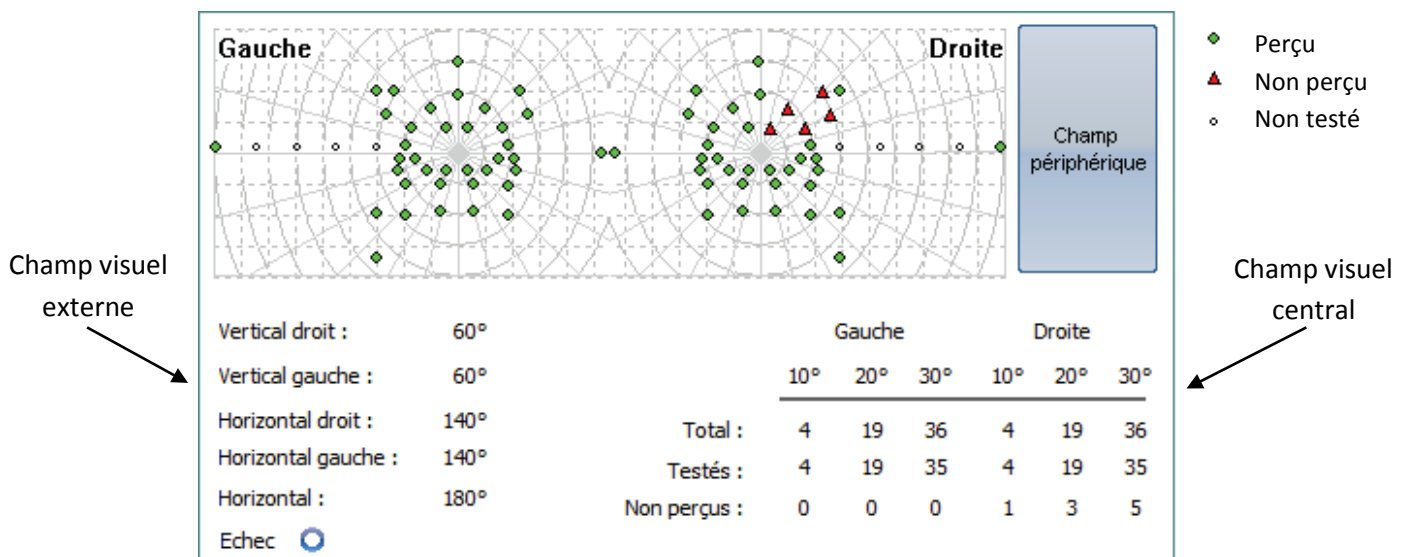 Gauche
Droite
Champ
périphérique
Perçu
Non perçu
Non testé
Champ visuel
externe
Champ visuel
central
Vertical droit : 60°
Vertical gauche : 60°
Horizontal droit : 140°
Horizontal gauche : 140°
Horizontal : 180°
Echec
Gauche Droite
10° 20° 30° 10° 20° 30°
Total : 4 19 36 4 19 36
Testés : 4 19 35 4 19 35
Non perçus : 0 0 0 1 3 5